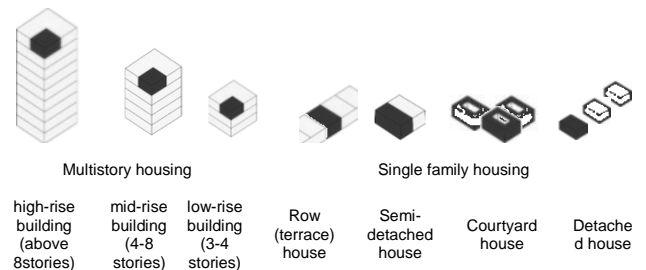 Multistory housing
Single family housing
high-rise
building
(above
8stories)
mid-rise
building
(4-8
stories)
low-rise
building
(3-4
stories)
Row
(terrace)
house
Semi-
detached
house
Courtyard
house
Detache
d house